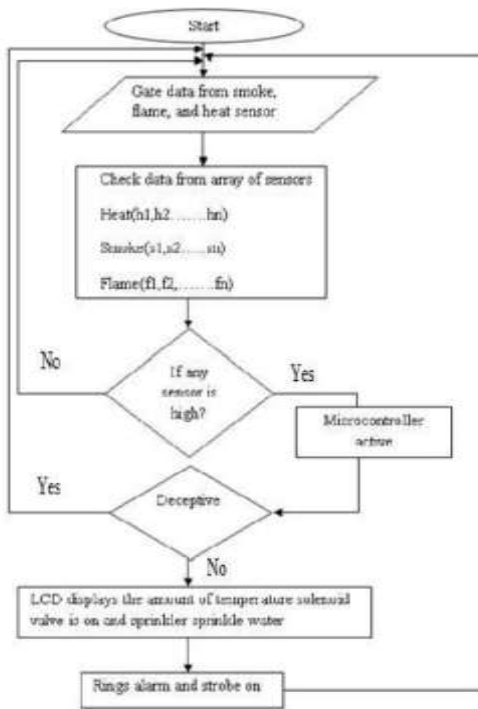 Start
Gate data from smoke,
flame, and heat sensor
Check data from array of sensors
Heat(h1,h2.......hn)
Smoke(s1,s2.....sn)
Flame(f1,f2,.......fn)
No
If any
sensor is
high?
Yes
Microcontroller
active
Yes
Deceptive
No
LCD displays the amount of temperature solenoid
valve is on and sprinkler sprinkle water
Rings alarm and strobe on